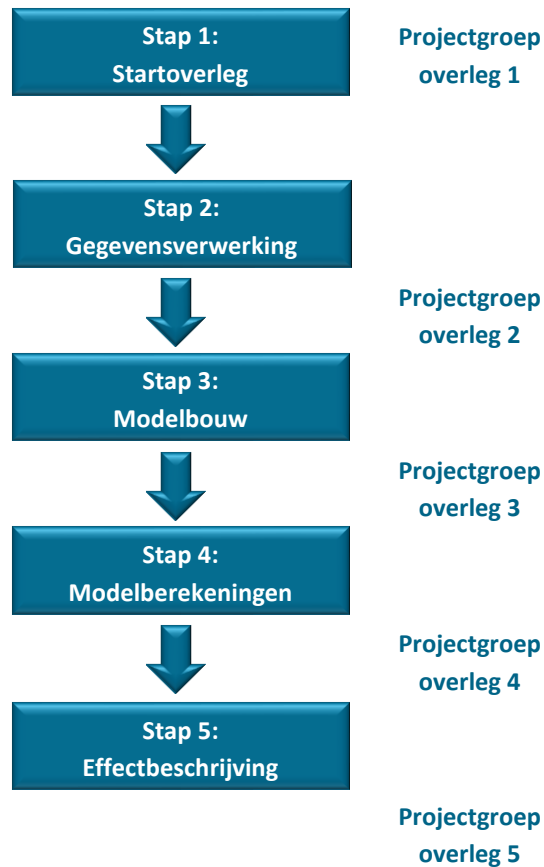 Stap 1:
Startoverleg
Projectgroep
overleg 1
Stap 2:
Gegevensverwerking
Projectgroep
overleg 2
Stap 3:
Modelbouw
Projectgroep
overleg 3
Stap 4:
Modelberekeningen
Projectgroep
overleg 4
Stap 5:
Effectbeschrijving
Projectgroep
overleg 5